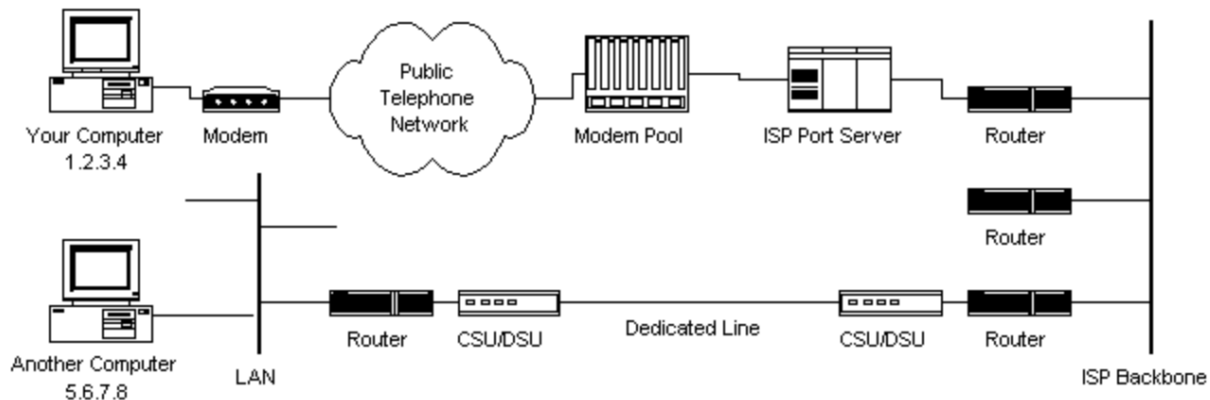 Public
Telephone
Network
Your Computer
1.2.3.4
Modem
Modem Pool
ISP Port Server
Router
Router
Another Computer
5.6.7.8
LAN
Router
CSU/DSU
Dedicated Line
CSU/DSU
Router
ISP Backbone